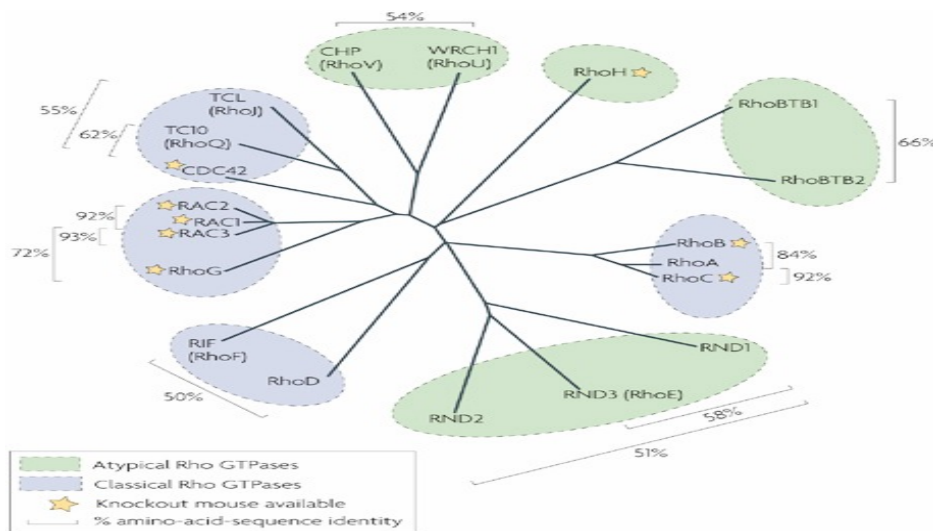 54%
CHP
(RhoV)
WRCH1
(RhoU)
RhoH
55%
TCL
(RhoJ)
RhoBTB1
62%
TC10
(RhoQ)
66%
CDC42
RhoBTB2
RAC2
92%
RAC1
93%
RAC3
72%
RhoG
RhoB
RhoA
84%
RhoC
92%
RIF
(RhoF)
RhoD
50%
RND1
RND3 (RhoE)
RND2
58%
51%
Atypical Rho GTPases
Classical Rho GTPases
Knockout mouse available
% amino-acid-sequence identity